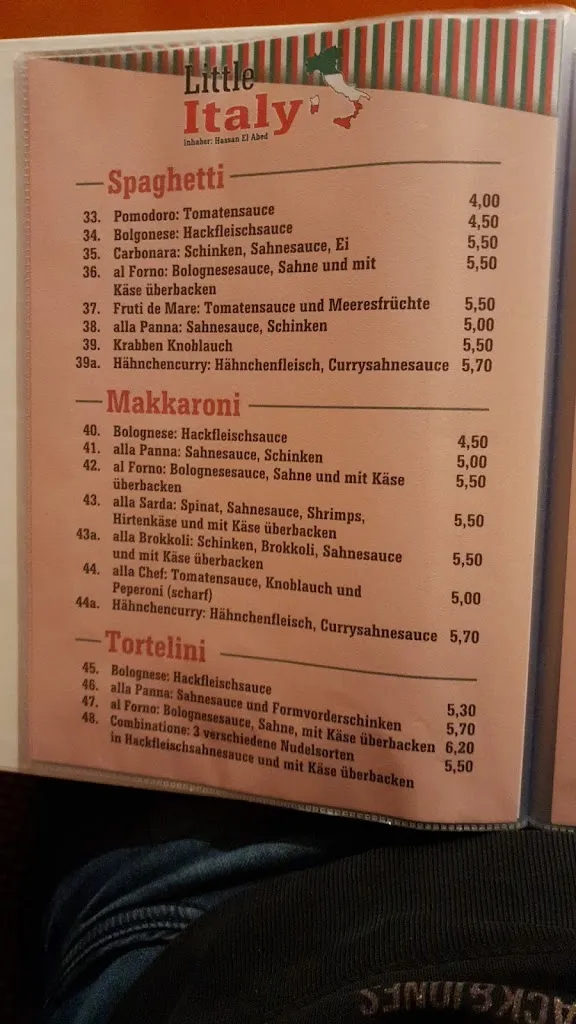 Little
Italy
Inhaber: Hassan El Abed
Spaghetti
33. Pomodoro: Tomatensauce 4,00
34. Bolgonese: Hackfleischsauce 4,50
35. Carbonara: Schinken, Sahnesauce, Ei 5,50
36. al Forno: Bolognesesauce, Sahne und mit 5,50
Käse überbacken
37. Fruti de Mare: Tomatensauce und Meeresfrüchte 5,50
38. alla Panna: Sahnesauce, Schinken 5,00
39. Krabben Knoblauch 5,50
39a. Hähnchencurry: Hähnchenfleisch, Currysahnesauce 5,70
Makkaroni
40. Bolognese: Hackfleischsauce 4,50
41. alla Panna: Sahnesauce, Schinken 5,00
42. al Forno: Bolognesesauce, Sahne und mit Käse 5,50
überbacken
43. alla Sarda: Spinat, Sahnesauce, Shrimps,
Hirtenkäse und mit Käse überbacken 5,50
43a. alla Brokkoli: Schinken, Brokkoli, Sahnesauce
und mit Käse überbacken 5,50
44. alla Chef: Tomatensauce, Knoblauch und
Peperoni (scharf) 5,00
44a. Hähnchencurry: Hähnchenfleisch, Currysahnesauce 5,70
Tortelini
45. Bolognese: Hackfleischsauce 5,30
46. alla Panna: Sahnesauce und Formvorderschinken 5,70
47. al Forno: Bolognesesauce, Sahne, mit Käse überbacken 6,20
48. Combinatione: 3 verschiedene Nudelsorten 5,50
in Hackfleischsahnesauce und mit Käse überbacken
ACK&JONES